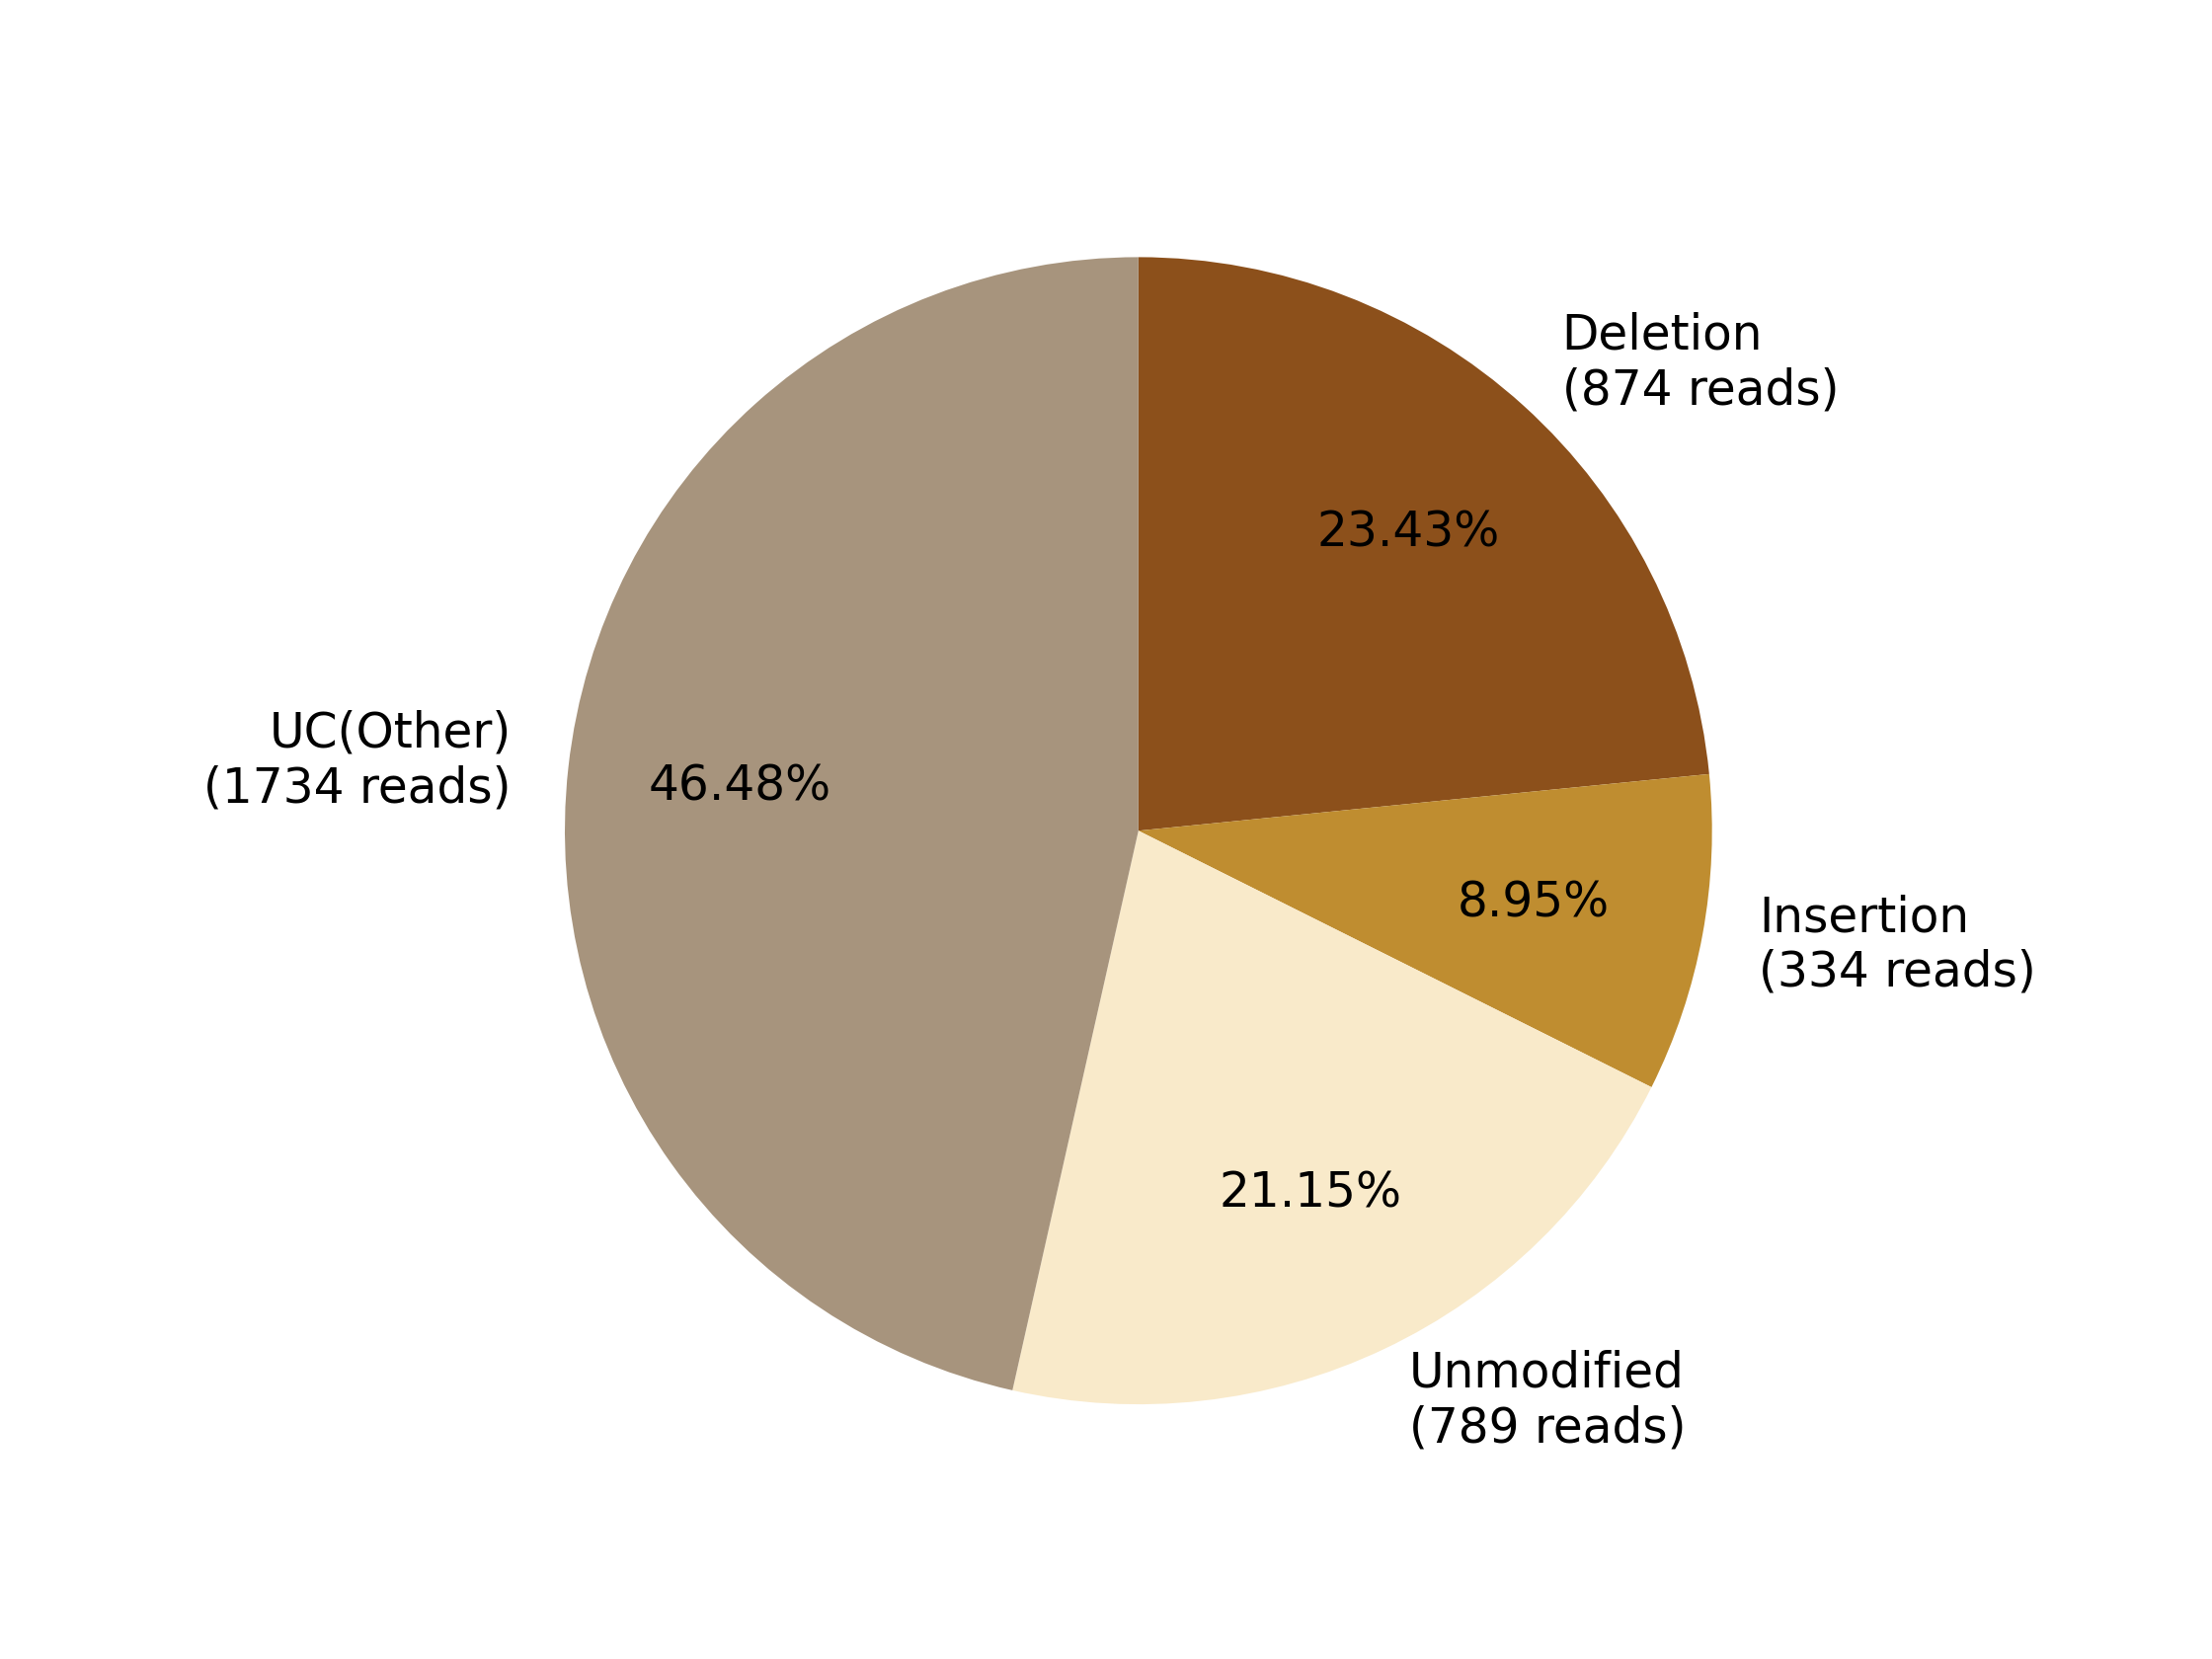 Deletion
(874 reads)
23.43%
UC(Other)
(1734 reads)
46.48%
8.95%
Insertion
(334 reads)
21.15%
Unmodified
(789 reads)